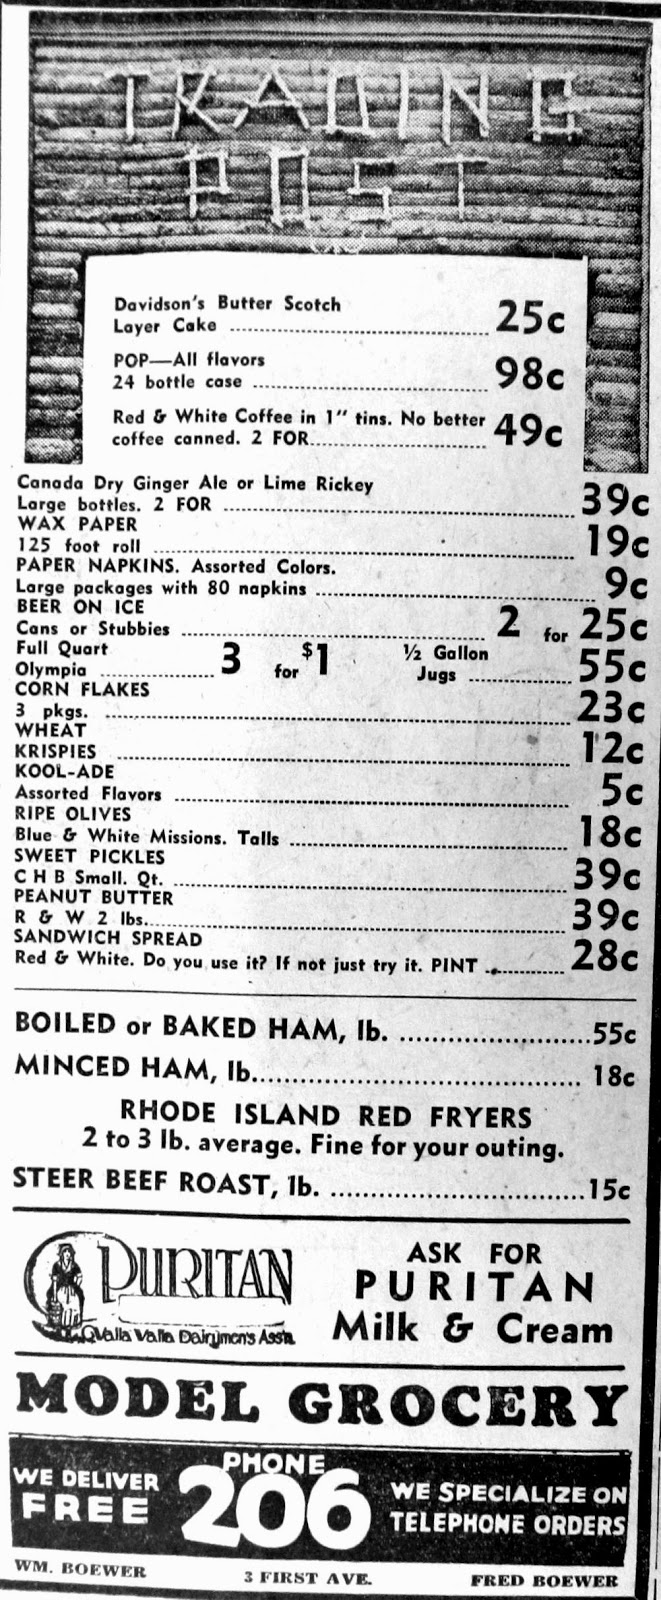 TRADING
POST
Davidson's Butter Scotch
Layer Cake ........ 25c
POP—All flavors
24 bottle case ........ 98c
Red & White Coffee in 1" tins. No better
coffee canned. 2 FOR........ 49c
Canada Dry Ginger Ale or Lime Rickey
Large bottles. 2 FOR ........ 39c
WAX PAPER
125 foot roll ........ 19c
PAPER NAPKINS. Assorted Colors.
Large packages with 80 napkins ........ 9c
BEER ON ICE
Cans or Stubbies ........ 2 for 25c
Full Quart
Olympia ........ 3 for $1 ½ Gallon Jugs ........ 55c
CORN FLAKES
3 pkgs. ........ 23c
WHEAT
KRISPIES ........ 12c
KOOL-ADE
Assorted Flavors ........ 5c
RIPE OLIVES
Blue & White Missions. Talls ........ 18c
SWEET PICKLES
C H B Small. Qt. ........ 39c
PEANUT BUTTER
R & W 2 lbs........ 39c
SANDWICH SPREAD
Red & White. Do you use it? If not just try it. PINT ........ 28c
BOILED or BAKED HAM, lb. ........ 55c
MINCED HAM, lb......... 18c
RHODE ISLAND RED FRYERS
2 to 3 lb. average. Fine for your outing.
STEER BEEF ROAST, lb. ........ 15c
PURITAN
Walla Walla Dairymen's Ass'n
ASK FOR
PURITAN
Milk & Cream
MODEL GROCERY
WE DELIVER
FREE
PHONE
206
WE SPECIALIZE ON
TELEPHONE ORDERS
WM. BOEWER 3 FIRST AVE. FRED BOEWER